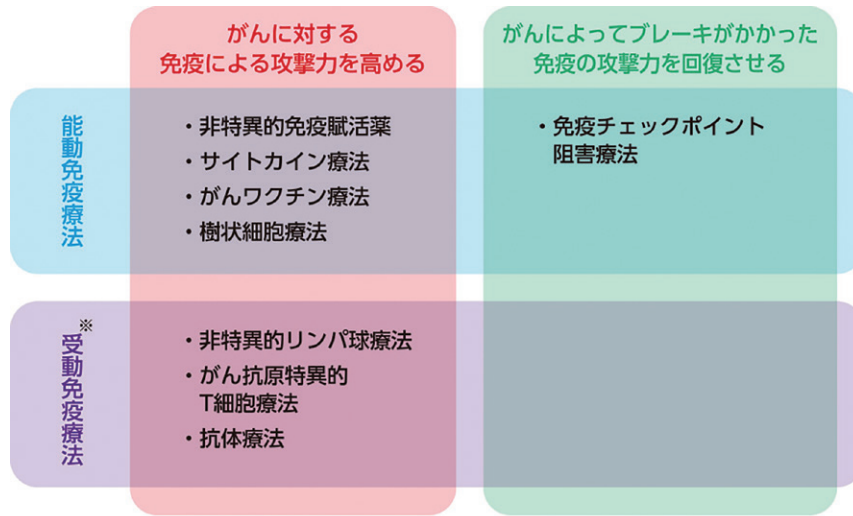 がんに対する
免疫による攻撃力を高める
がんによってブレーキがかかった
免疫の攻撃力を回復させる
能動免疫療法
・非特異的免疫賦活薬
・サイトカイン療法
・がんワクチン療法
・樹状細胞療法
・免疫チェックポイント
阻害療法
※
受動免疫療法
・非特異的リンパ球療法
・がん抗原特異的
T細胞療法
・抗体療法